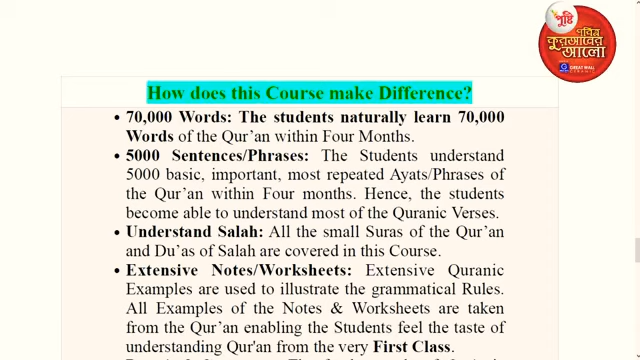 পুষ্টি
পবিত্র
কুরআনের
আলো
GREAT WALL
CERAMIC
How does this Course make Difference?
• 70,000 Words: The students naturally learn 70,000
Words of the Qur’an within Four Months.
• 5000 Sentences/Phrases: The Students understand
5000 basic, important, most repeated Ayats/Phrases of
the Qur’an within Four months. Hence, the students
become able to understand most of the Quranic Verses.
• Understand Salah: All the small Suras of the Qur’an
and Du’as of Salah are covered in this Course.
• Extensive Notes/Worksheets: Extensive Quranic
Examples are used to illustrate the grammatical Rules.
All Examples of the Notes & Worksheets are taken
from the Qur’an enabling the Students feel the taste of
understanding Qur'an from the very First Class.